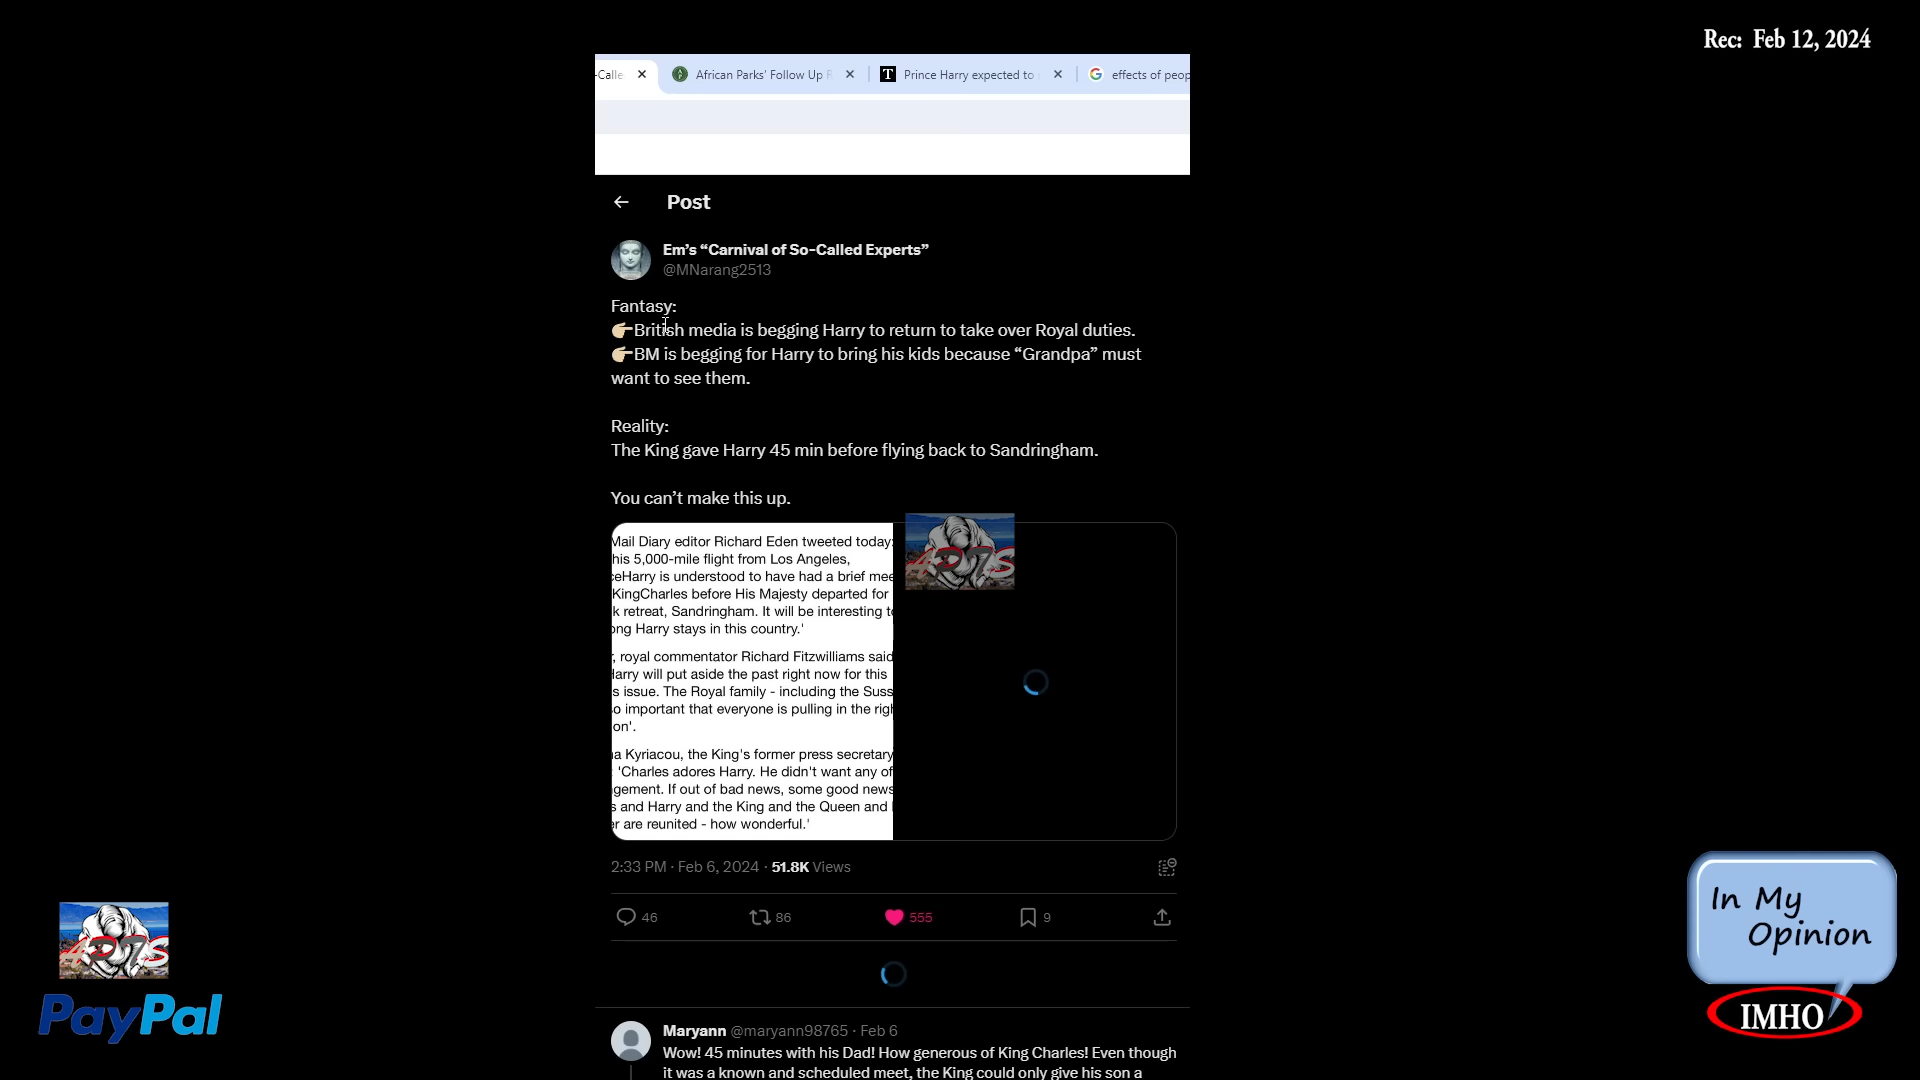 Rec: Feb 12, 2024
-Calle
African Parks' Follow Up
Prince Harry expected to
effects of peop
Post
Em's “Carnival of So-Called Experts”
@MNarang2513
Fantasy:
👉🏼British media is begging Harry to return to take over Royal duties.
👉🏼BM is begging for Harry to bring his kids because “Grandpa” must
want to see them.
Reality:
The King gave Harry 45 min before flying back to Sandringham.
You can't make this up.
Mail Diary editor Richard Eden tweeted today:
his 5,000-mile flight from Los Angeles,
ceHarry is understood to have had a brief mee
KingCharles before His Majesty departed for
k retreat, Sandringham. It will be interesting to
ong Harry stays in this country.'
r, royal commentator Richard Fitzwilliams said
Harry will put aside the past right now for this
s issue. The Royal family - including the Suss
so important that everyone is pulling in the righ
on'.
na Kyriacou, the King's former press secretary
: 'Charles adores Harry. He didn't want any of
gement. If out of bad news, some good news
s and Harry and the King and the Queen and
er are reunited - how wonderful.'
2:33 PM · Feb 6, 2024 · 51.8K Views
46 86 555 9
PayPal
In My
Opinion
IMHO
Maryann @maryann98765 · Feb 6
Wow! 45 minutes with his Dad! How generous of King Charles! Even though
it was a known and scheduled meet, the King could only give his son a